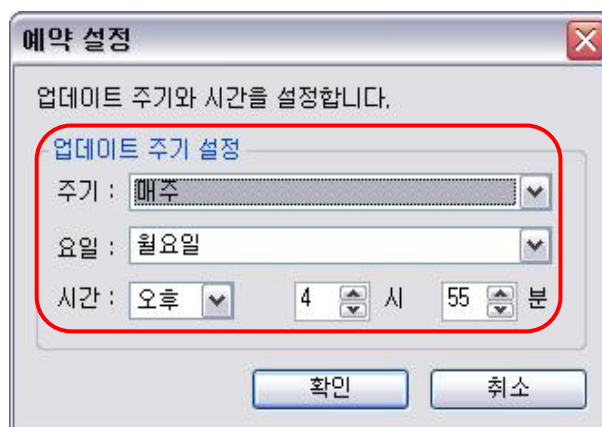 예약 설정
업데이트 주기와 시간을 설정합니다.
업데이트 주기 설정
주기 : 매주
요일 : 월요일
시간 : 오후 4 시 55 분
확인 취소